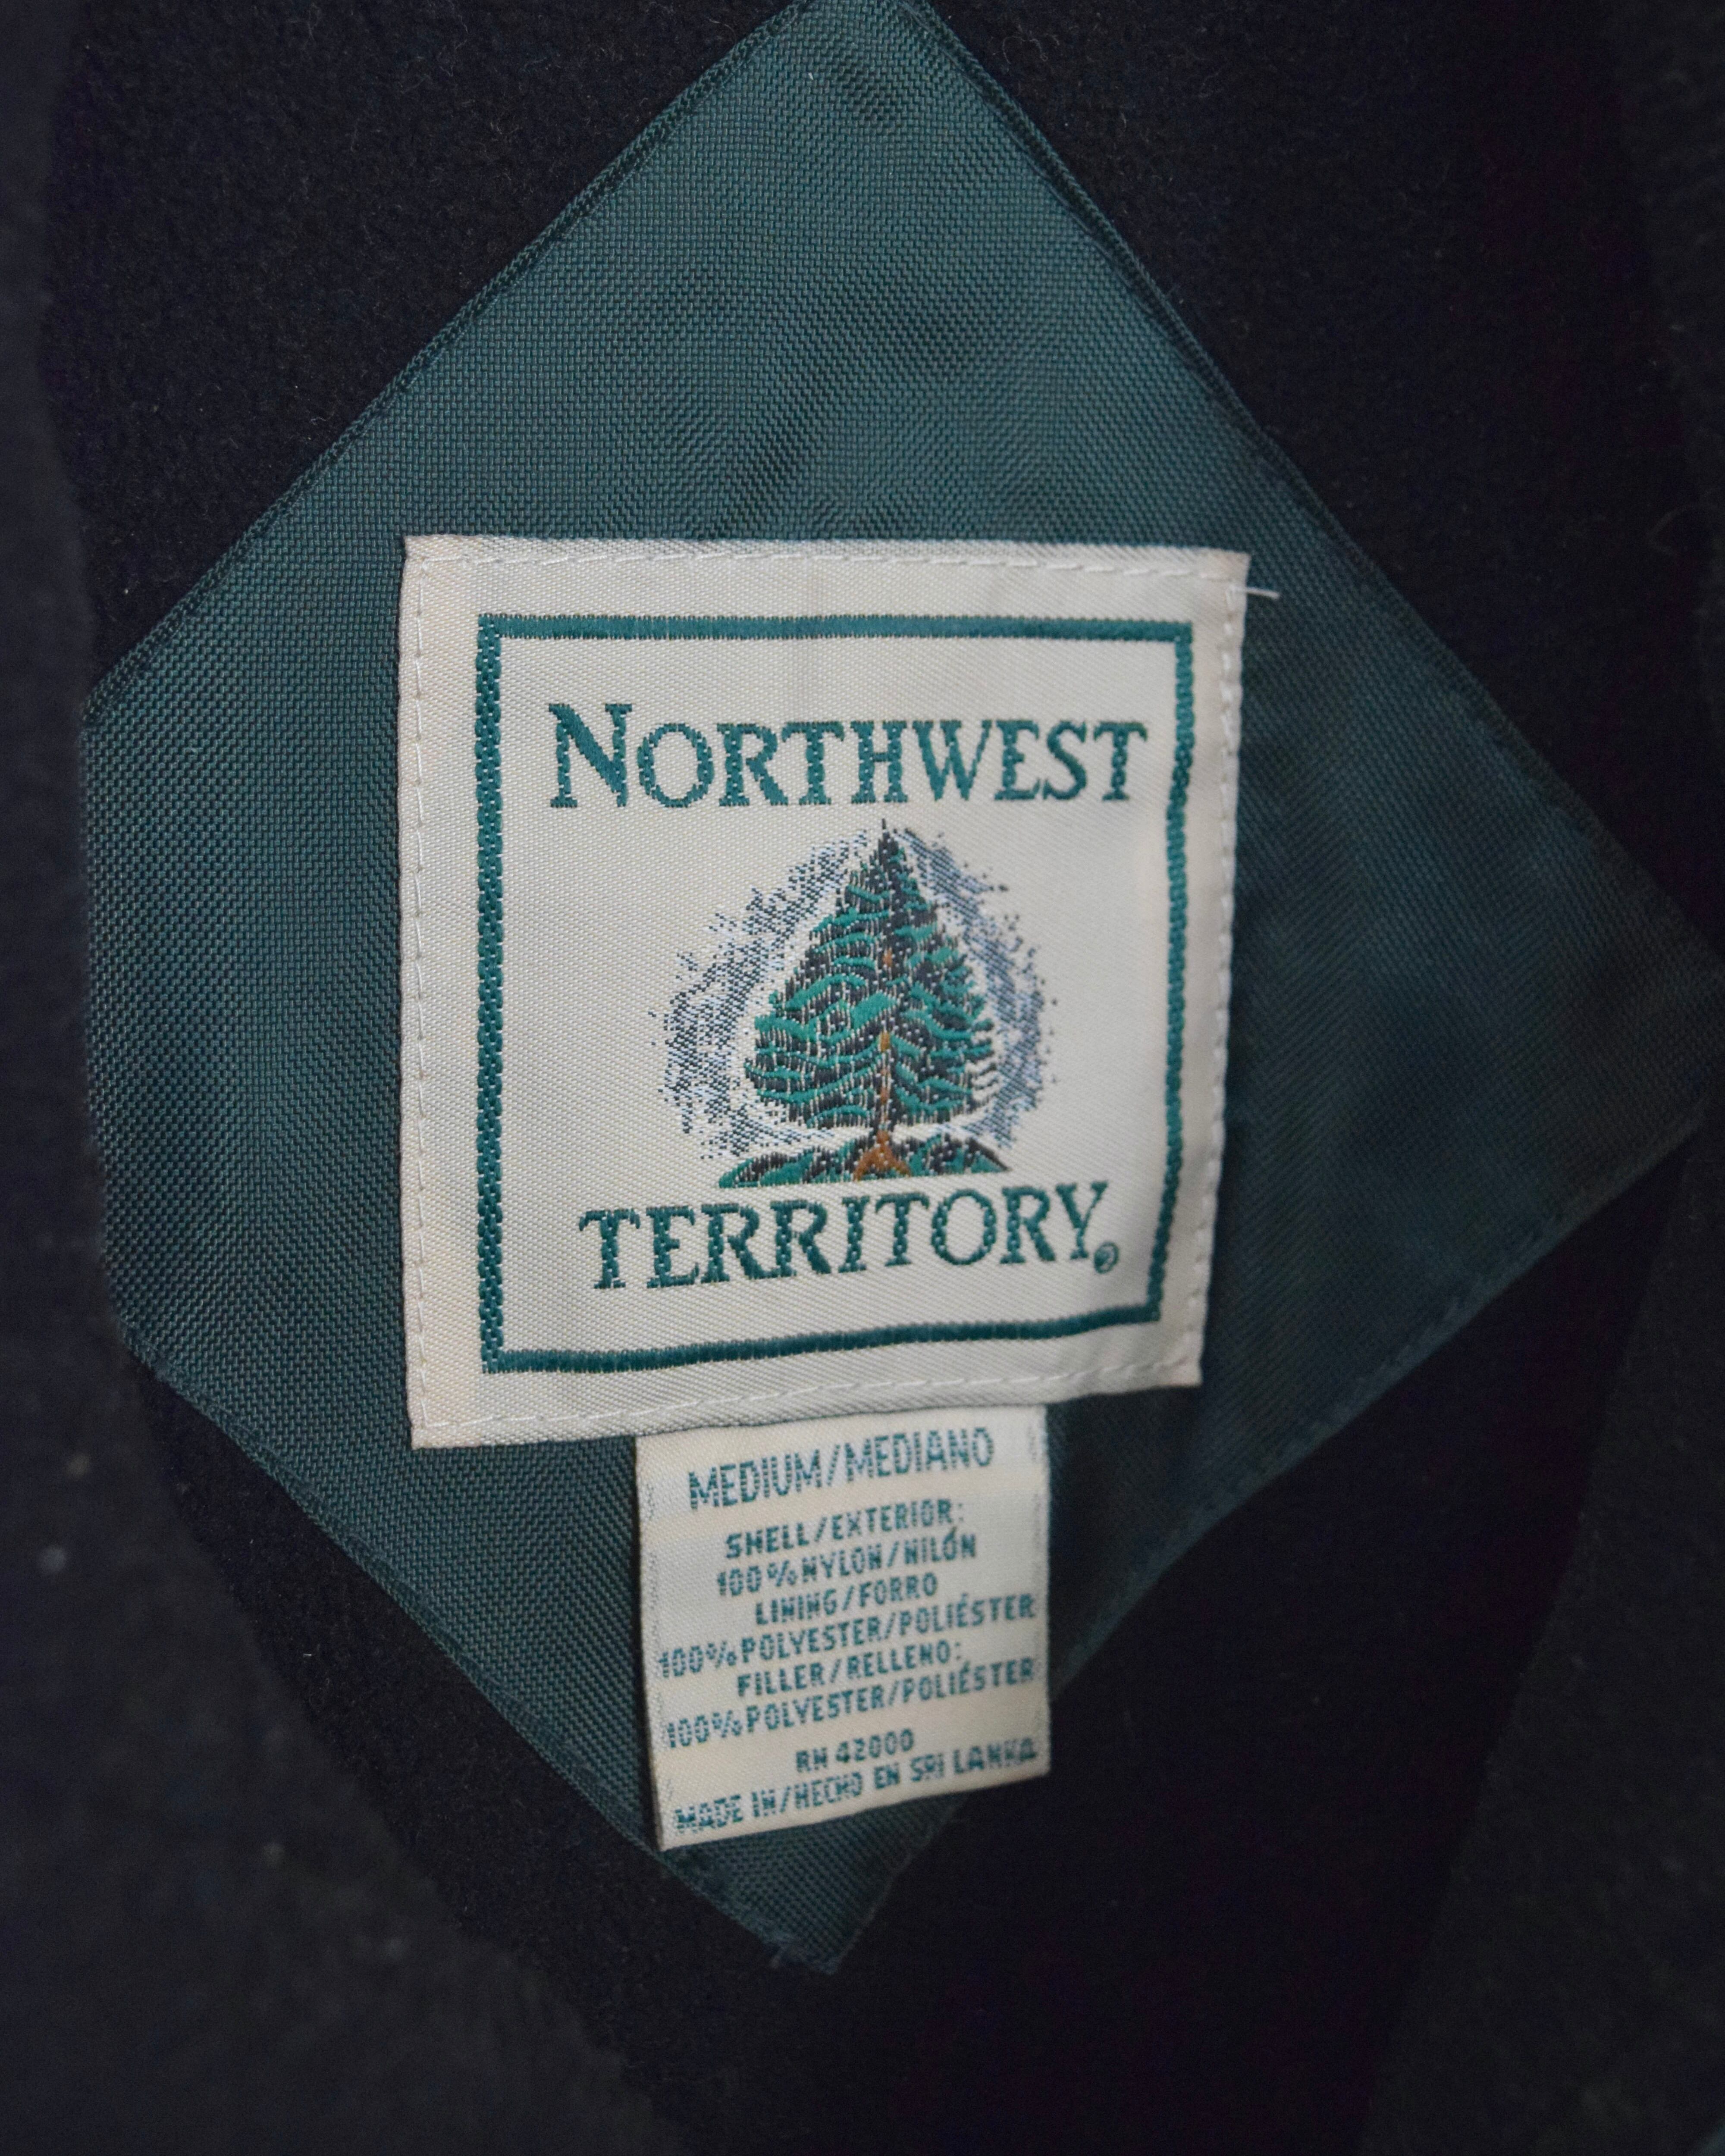 NORTHWEST
TERRITORY®
MEDIUM/MEDIANO
SHELL/EXTERIOR:
100%NYLON/NILÓN
LINING/FORRO
100%POLYESTER/POLIÉSTER
FILLER/RELLENO:
100%POLYESTER/POLIÉSTER
RN 42000
MADE IN/HECHO EN SRI LANKA